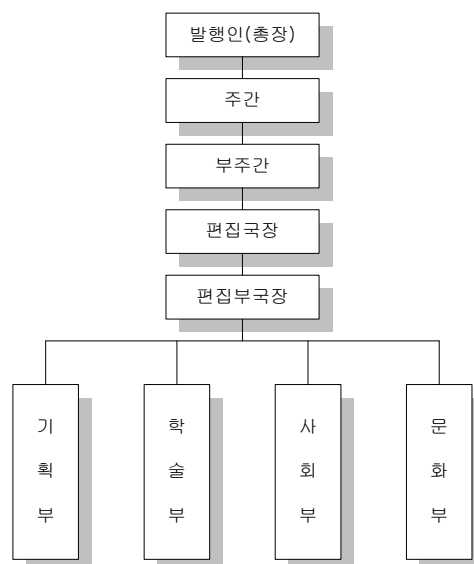 발행인(총장)
주간
부주간
편집국장
편집부국장
기획부
학술부
사회부
문화부